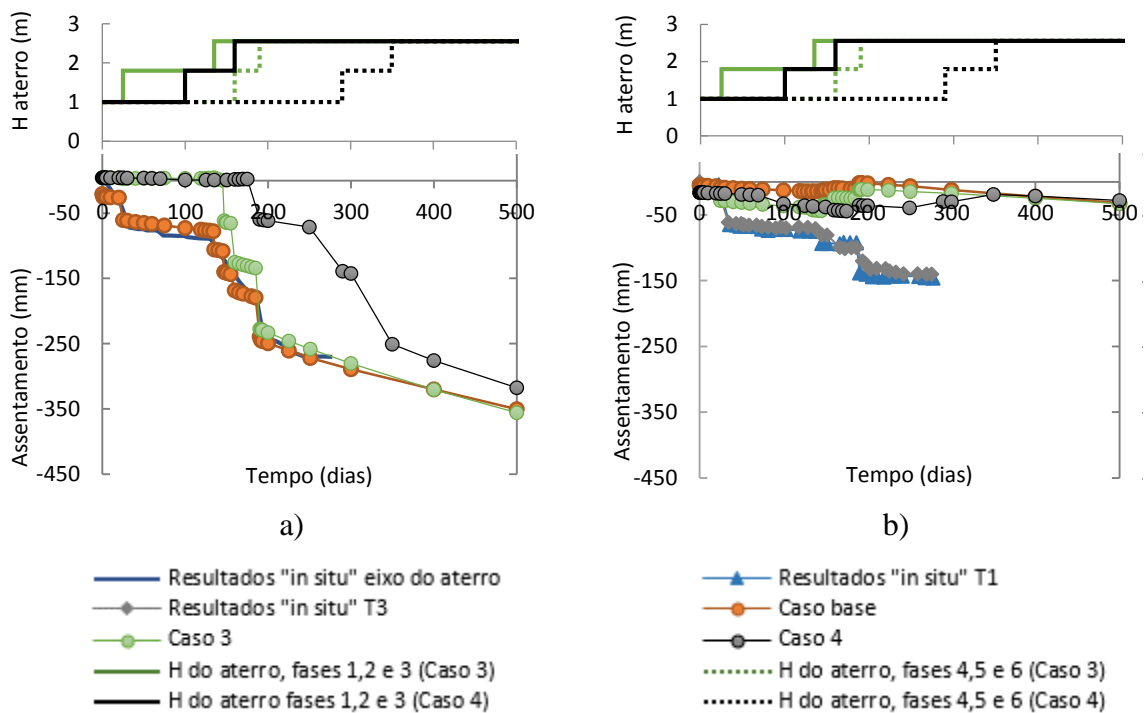 H aterro (m)
3
2
1
0
0
100
200
300
400
500
-50
-150
-250
-350
-450
Assentamento (mm)
Tempo (dias)
a)
H aterro (m)
3
2
1
0
0
100
200
300
400
500
-50
-150
-250
-350
-450
Assentamento (mm)
Tempo (dias)
b)
Resultados "in situ" eixo do aterro
Resultados "in situ" T3
Caso 3
H do aterro, fases 1,2 e 3 (Caso 3)
H do aterro fases 1,2 e 3 (Caso 4)
Resultados "in situ" T1
Caso base
Caso 4
H do aterro, fases 4,5 e 6 (Caso 3)
H do aterro, fases 4,5 e 6 (Caso 4)